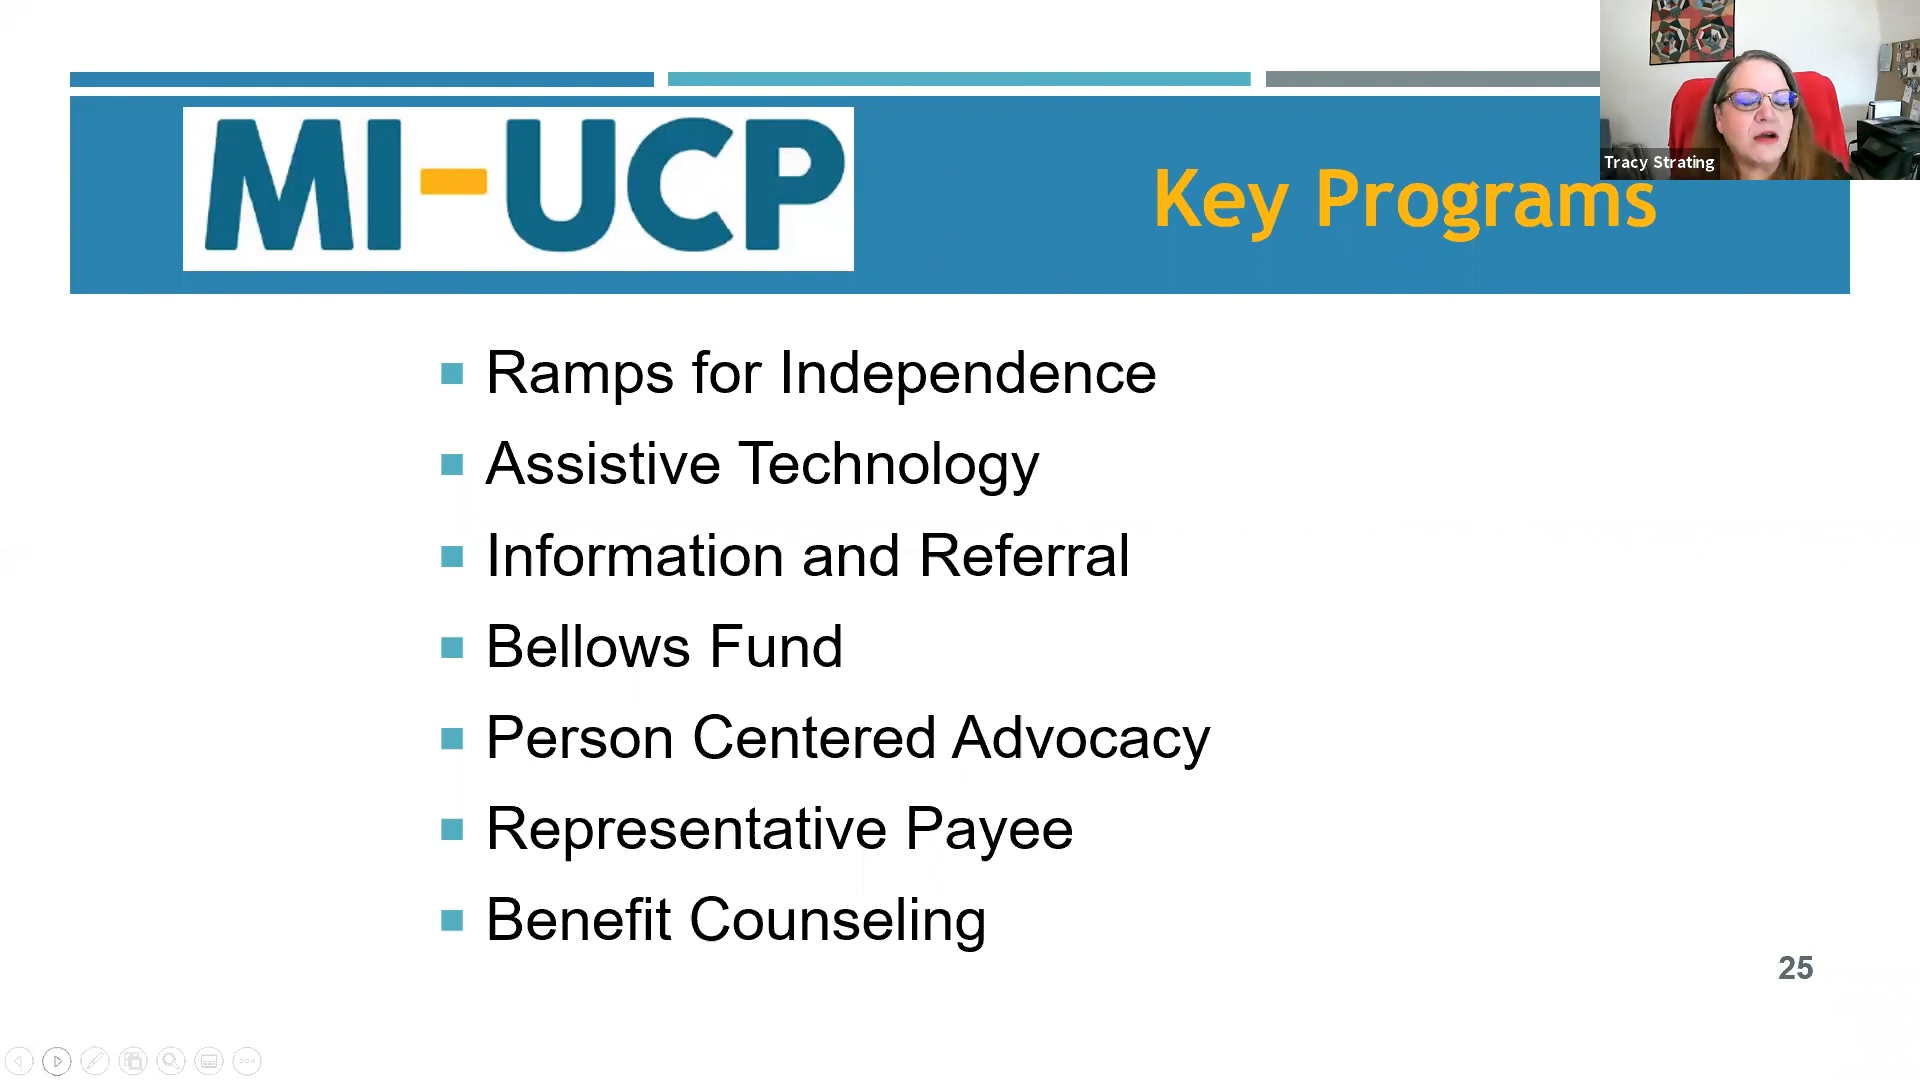 MI-UCP
Key Programs
Tracy Strating
Ramps for Independence
Assistive Technology
Information and Referral
Bellows Fund
Person Centered Advocacy
Representative Payee
Benefit Counseling
25